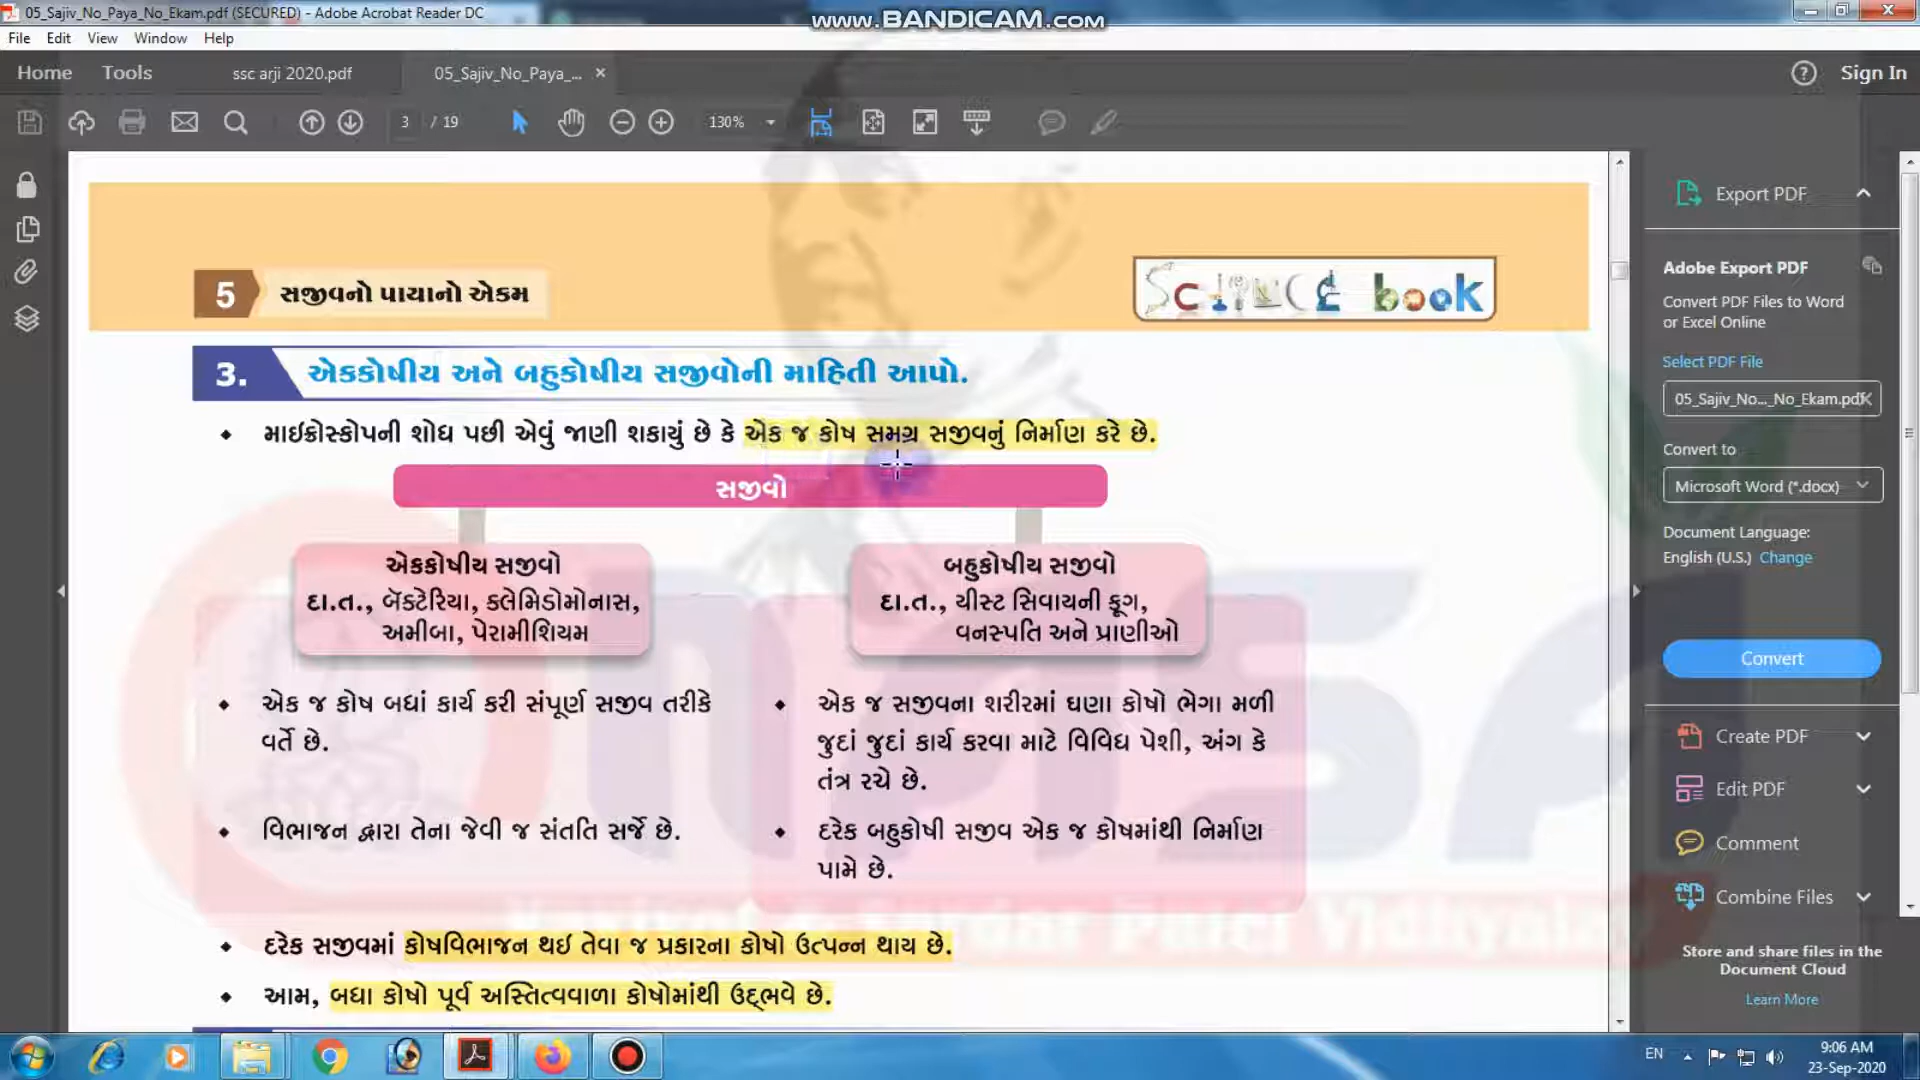 05_Sajiv_No_Paya_No_Ekam.pdf (SECURED) - Adobe Acrobat Reader DC
www.BANDICAM.com
File Edit View Window Help
Home Tools ssc arji 2020.pdf 05_Sajiv_No_Paya_... × Sign In
3 / 19 130%
5 સજીવનો પાયાનો એકમ
SCIENCE book
3. એકકોષીય અને બહુકોષીય સજીવોની માહિતી આપો.
માઈક્રોસ્કોપની શોધ પછી એવું જાણી શકાયું છે કે એક જ કોષ સમગ્ર સજીવનું નિર્માણ કરે છે.
સજીવો
એકકોષીય સજીવો
દા.ત., બૅક્ટેરિયા, ક્લેમિડોમોનાસ,
અમીબા, પેરામીશિયમ
બહુકોષીય સજીવો
દા.ત., યીસ્ટ સિવાયની ફૂગ,
વનસ્પતિ અને પ્રાણીઓ
એક જ કોષ બધાં કાર્ય કરી સંપૂર્ણ સજીવ તરીકે
વર્તે છે.
વિભાજન દ્વારા તેના જેવી જ સંતતિ સર્જે છે.
એક જ સજીવના શરીરમાં ઘણા કોષો ભેગા મળી
જુદાં જુદાં કાર્ય કરવા માટે વિવિધ પેશી, અંગ કે
તંત્ર રચે છે.
દરેક બહુકોષી સજીવ એક જ કોષમાંથી નિર્માણ
પામે છે.
દરેક સજીવમાં કોષવિભાજન થઈ તેવા જ પ્રકારના કોષો ઉત્પન્ન થાય છે.
આમ, બધા કોષો પૂર્વ અસ્તિત્વવાળા કોષોમાંથી ઉદ્ભવે છે.
Export PDF
Adobe Export PDF
Convert PDF Files to Word
or Excel Online
Select PDF File
05_Sajiv_No..._No_Ekam.pdf
Convert to
Microsoft Word (*.docx)
Document Language:
English (U.S.) Change
Convert
Create PDF
Edit PDF
Comment
Combine Files
Store and share files in the
Document Cloud
Learn More
EN
9:06 AM
23-Sep-2020